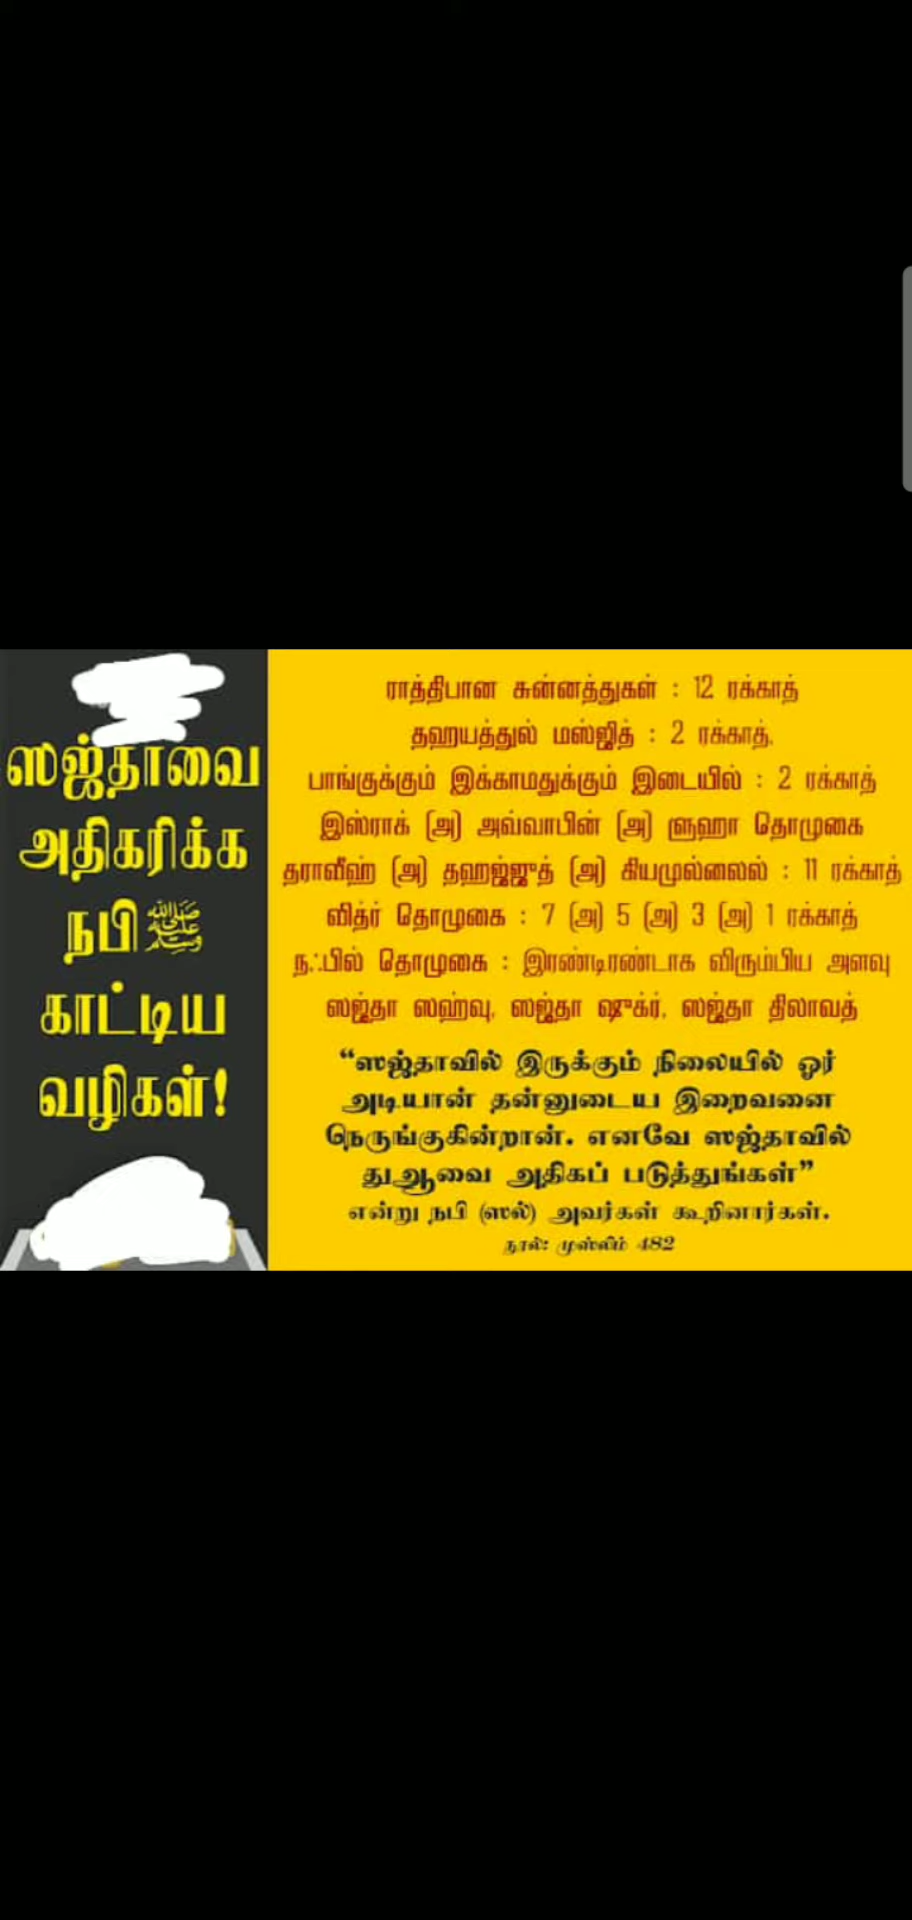 ஸஜ்தாவை
அதிகரிக்க
நபி ﷺ
காட்டிய
வழிகள்!
ராத்திபான சுன்னத்துகள் : 12 ரக்காத்
தஹயத்துல் மஸ்ஜித் : 2 ரக்காத்.
பாங்குக்கும் இக்காமதுக்கும் இடையில் : 2 ரக்காத்
இஸ்ராக் (அ) அவ்வாபின் (அ) ளுஹா தொழுகை
தராவீஹ் (அ) தஹஜ்ஜுத் (அ) கியமுல்லைல் : 11 ரக்காத்
வித்ர் தொழுகை : 7 (அ) 5 (அ) 3 (அ) 1 ரக்காத்
நஃபில் தொழுகை : இரண்டிரண்டாக விரும்பிய அளவு
ஸஜ்தா ஸஹ்வு, ஸஜ்தா ஷுக்ர், ஸஜ்தா திலாவத்
“ஸஜ்தாவில் இருக்கும் நிலையில் ஓர்
அடியான் தன்னுடைய இறைவனை
நெருங்குகின்றான். எனவே ஸஜ்தாவில்
துஆவை அதிகப் படுத்துங்கள்”
என்று நபி (ஸல்) அவர்கள் கூறினார்கள்.
நூல்: முஸ்லிம் 482